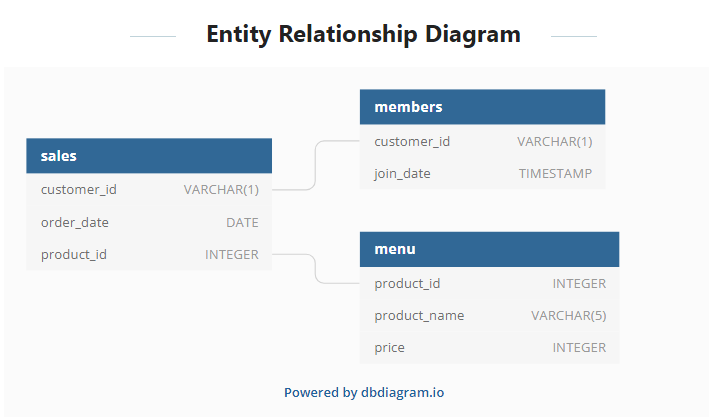 Entity Relationship Diagram
sales
customer_id VARCHAR(1)
order_date DATE
product_id INTEGER
members
customer_id VARCHAR(1)
join_date TIMESTAMP
menu
product_id INTEGER
product_name VARCHAR(5)
price INTEGER
Powered by dbdiagram.io